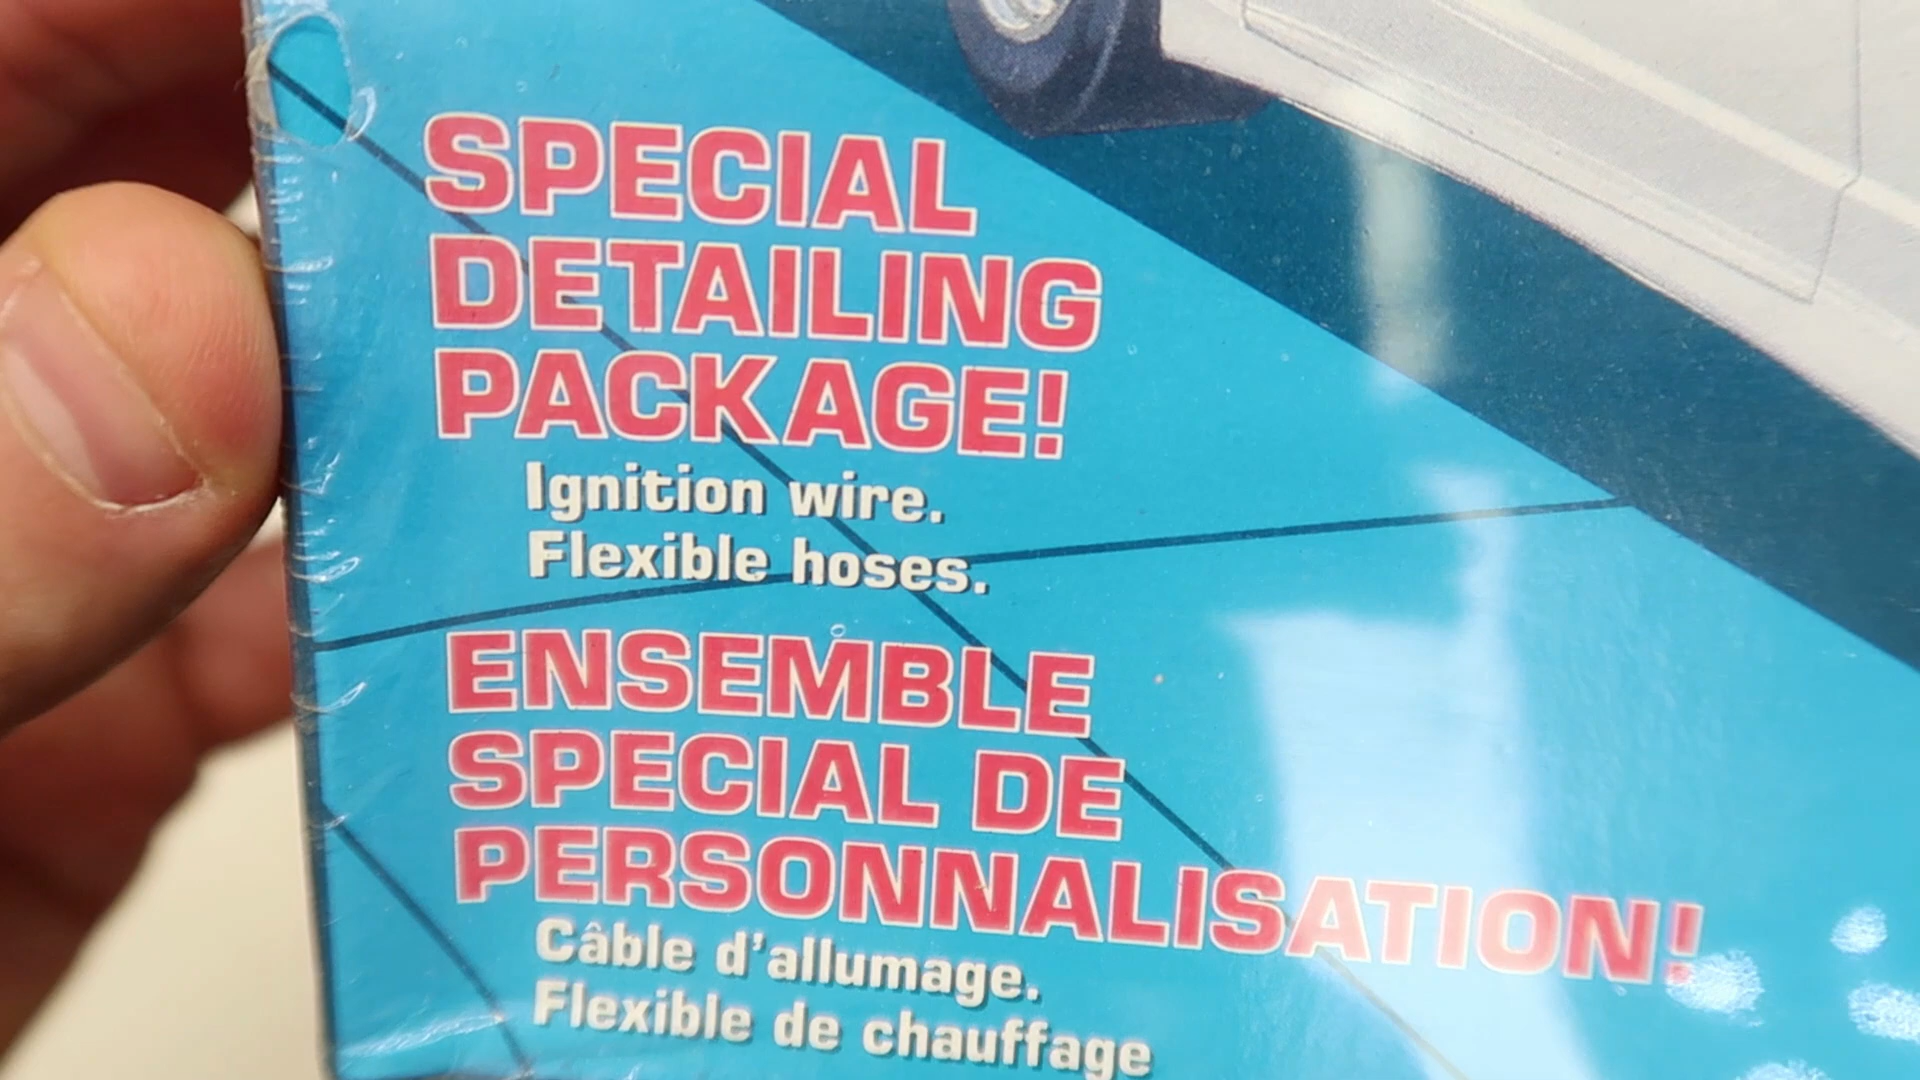 SPECIAL
DETAILING
PACKAGE!
Ignition wire.
Flexible hoses.
ENSEMBLE
SPECIAL DE
PERSONNALISATION!
Câble d'allumage.
Flexible de chauffage